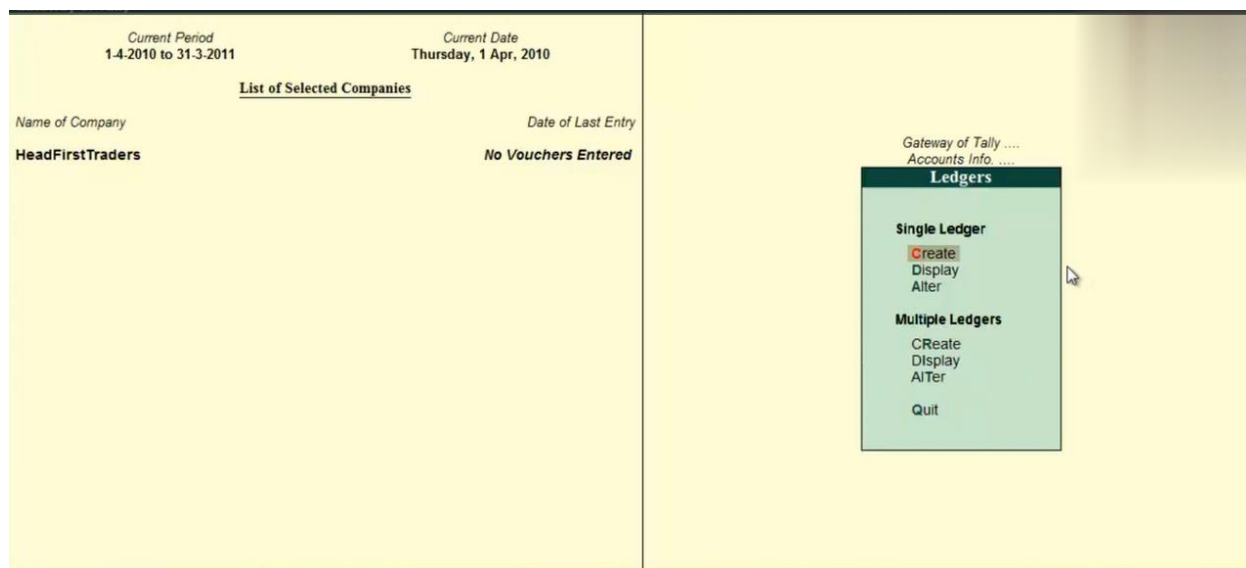 Current Period Current Date
1-4-2010 to 31-3-2011 Thursday, 1 Apr, 2010
List of Selected Companies
Name of Company Date of Last Entry
HeadFirstTraders No Vouchers Entered
Gateway of Tally ....
Accounts Info. ....
Ledgers
Single Ledger
Create
Display
Alter
Multiple Ledgers
CReate
DIsplay
AlTer
Quit